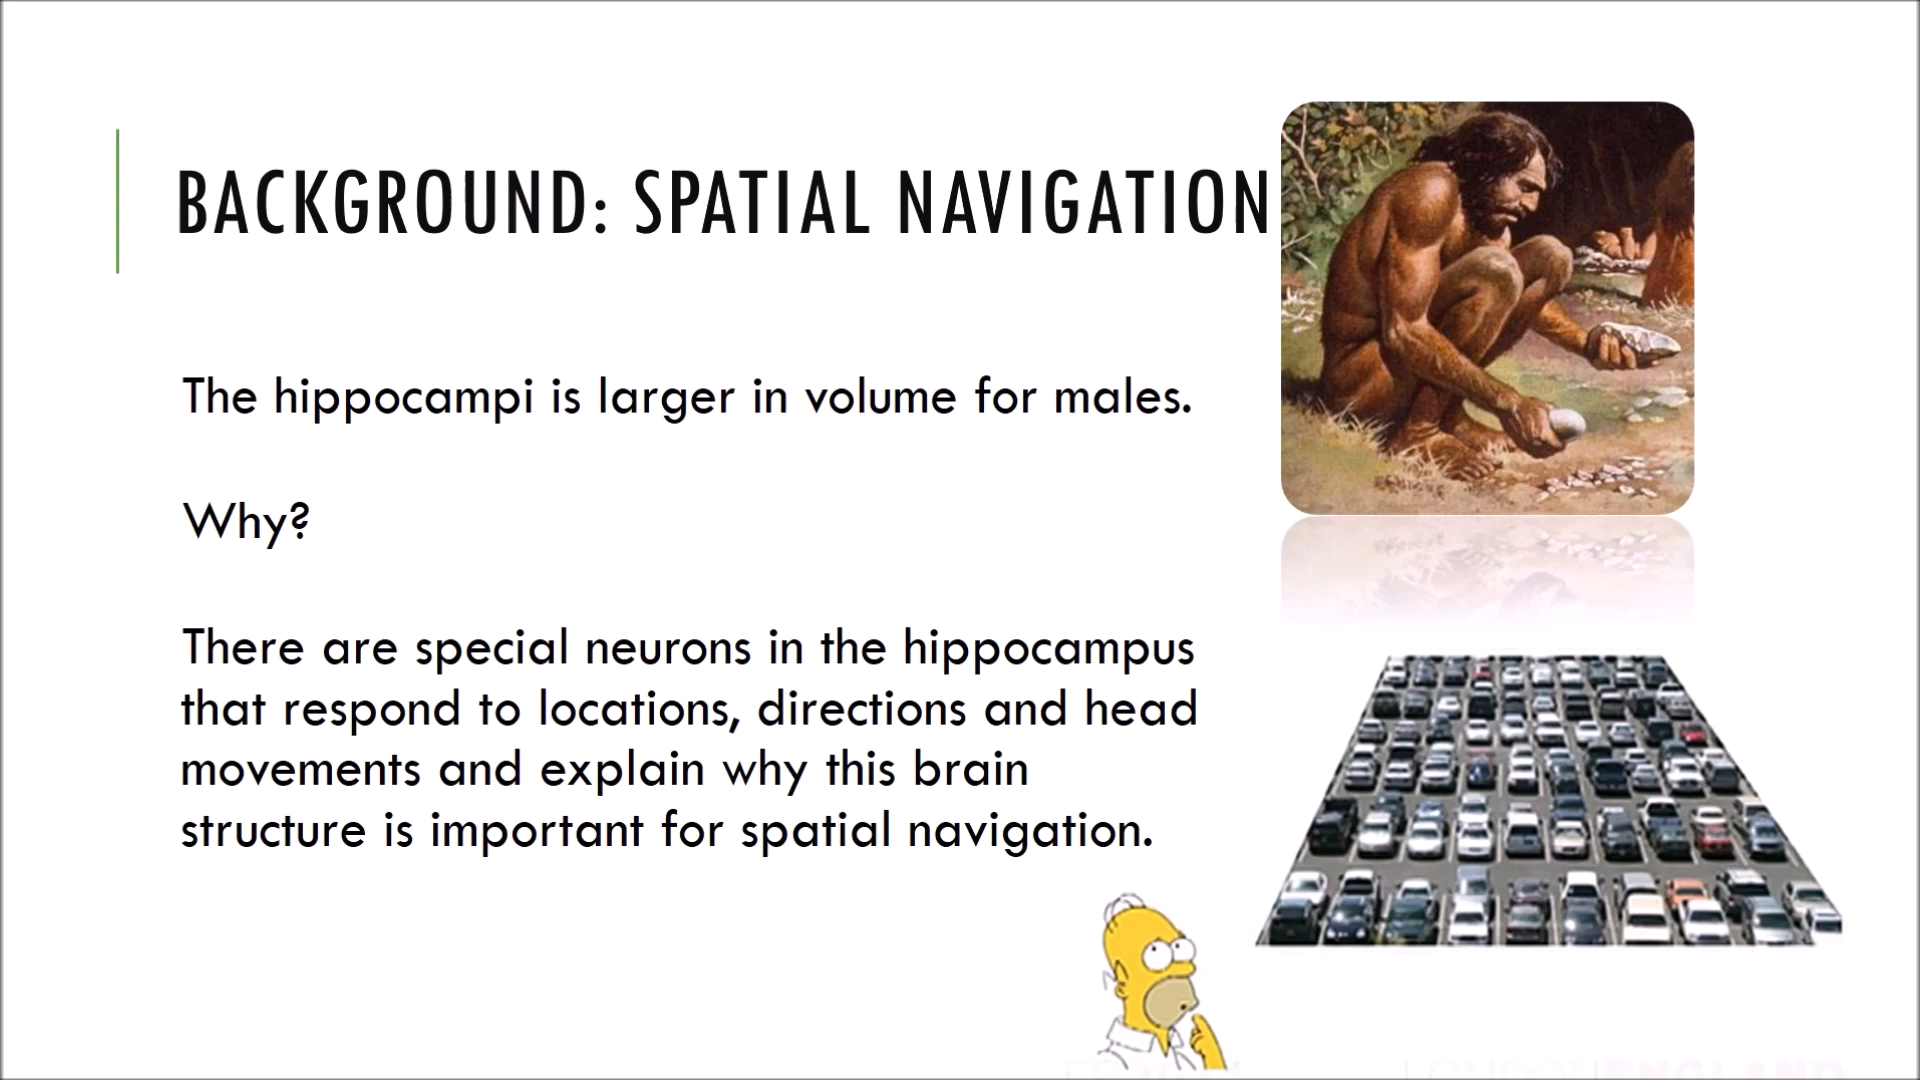 BACKGROUND: SPATIAL NAVIGATION
The hippocampi is larger in volume for males.
Why?
There are special neurons in the hippocampus
that respond to locations, directions and head
movements and explain why this brain
structure is important for spatial navigation.